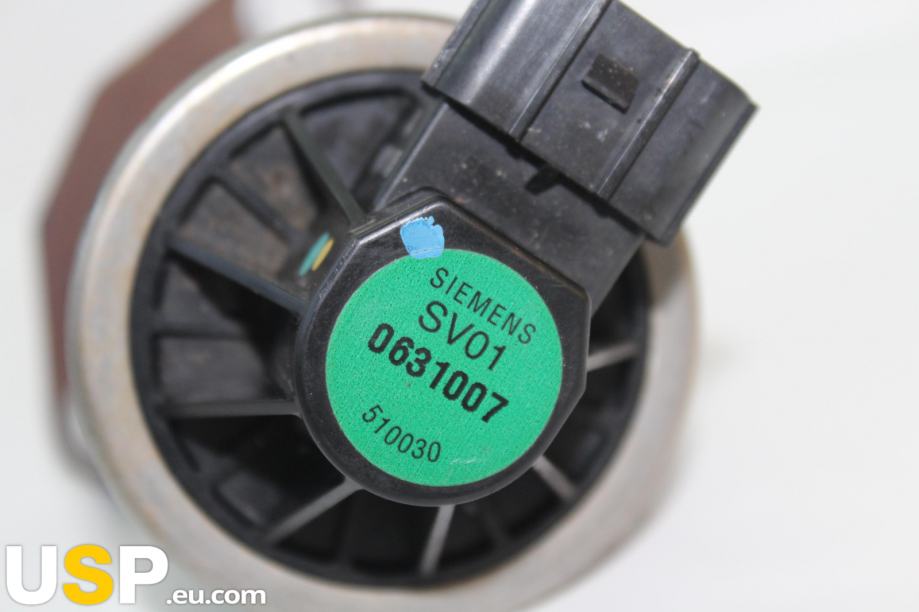 SIEMENS
SV01
0631007
510030
USP.eu.com